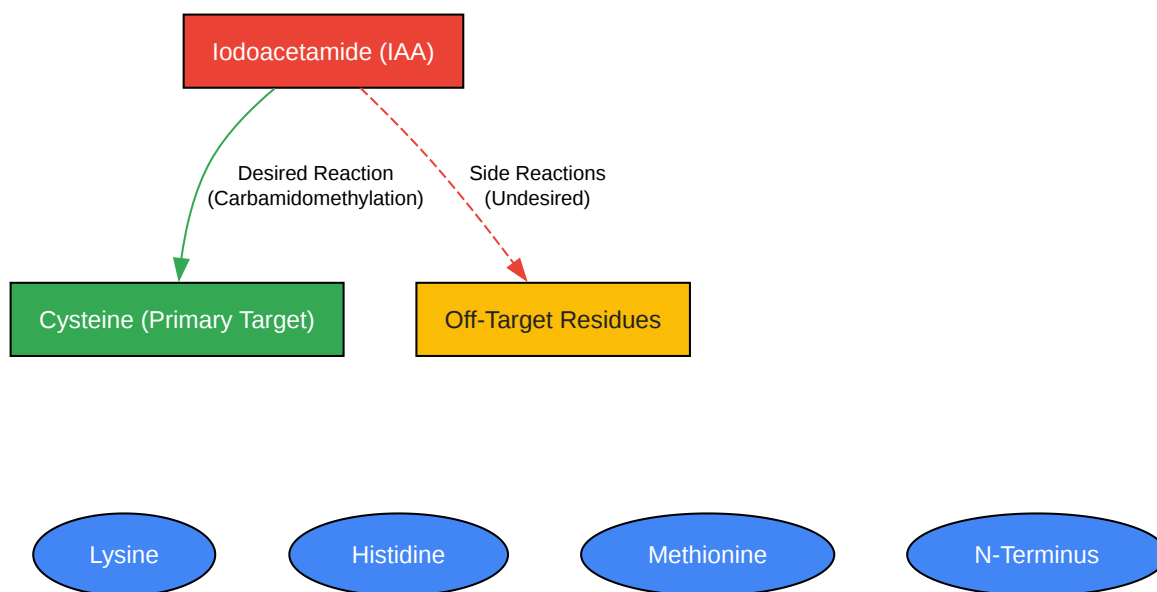 Iodoacetamide (IAA)
Desired Reaction
(Carbamidomethylation)
Side Reactions
(Undesired)
Cysteine (Primary Target)
Off-Target Residues
Lysine
Histidine
Methionine
N-Terminus